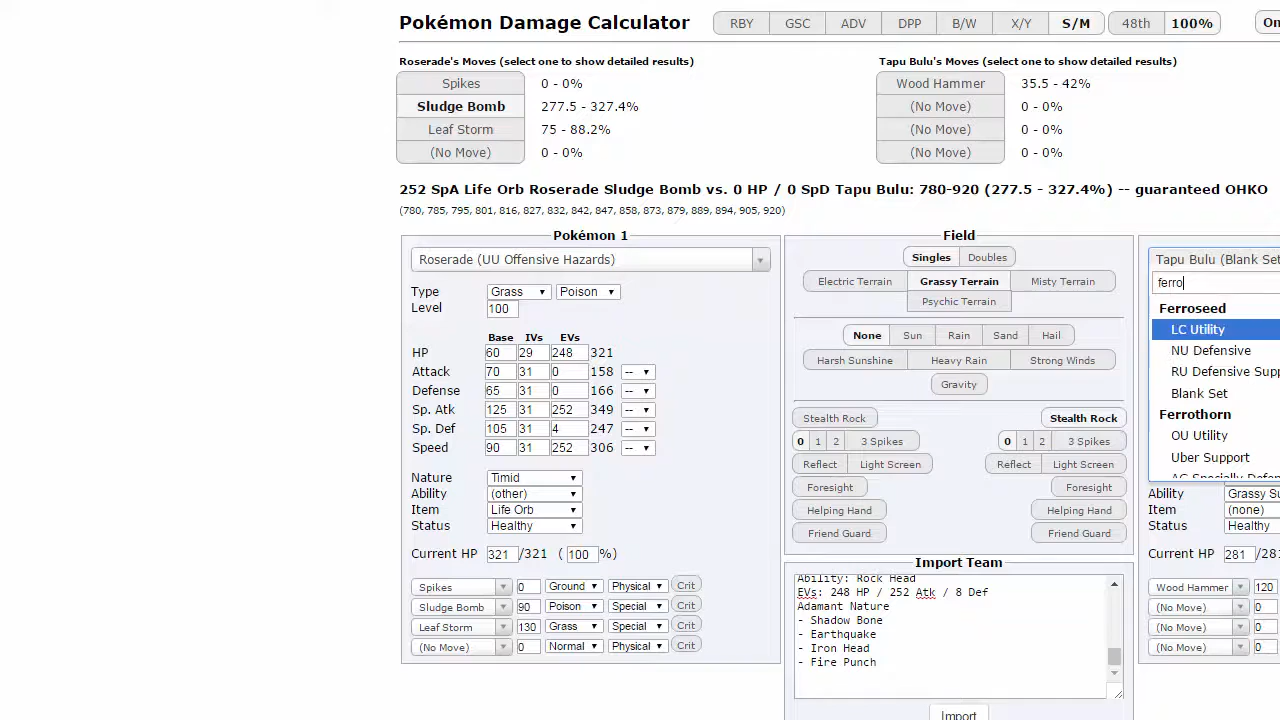 Pokémon Damage Calculator RBY GSC ADV DPP B/W X/Y S/M 48th 100% On
Roserade's Moves (select one to show detailed results)
Spikes 0 - 0%
Sludge Bomb 277.5 - 327.4%
Leaf Storm 75 - 88.2%
(No Move) 0 - 0%
Tapu Bulu's Moves (select one to show detailed results)
Wood Hammer 35.5 - 42%
(No Move) 0 - 0%
(No Move) 0 - 0%
(No Move) 0 - 0%
252 SpA Life Orb Roserade Sludge Bomb vs. 0 HP / 0 SpD Tapu Bulu: 780-920 (277.5 - 327.4%) -- guaranteed OHKO
(780, 785, 795, 801, 816, 827, 832, 842, 847, 858, 873, 879, 889, 894, 905, 920)
Pokémon 1
Roserade (UU Offensive Hazards)
Type Grass Poison
Level 100
Base IVs EVs
HP 60 29 248 321
Attack 70 31 0 158 --
Defense 65 31 0 166 --
Sp. Atk 125 31 252 349 --
Sp. Def 105 31 4 247 --
Speed 90 31 252 306 --
Nature Timid
Ability (other)
Item Life Orb
Status Healthy
Current HP 321 /321 ( 100 %)
Spikes 0 Ground Physical Crit
Sludge Bomb 90 Poison Special Crit
Leaf Storm 130 Grass Special Crit
(No Move) 0 Normal Physical Crit
Field
Singles Doubles
Electric Terrain Grassy Terrain Misty Terrain
Psychic Terrain
None Sun Rain Sand Hail
Harsh Sunshine Heavy Rain Strong Winds
Gravity
Stealth Rock Stealth Rock
0 1 2 3 Spikes 0 1 2 3 Spikes
Reflect Light Screen Reflect Light Screen
Foresight Foresight
Helping Hand Helping Hand
Friend Guard Friend Guard
Import Team
Ability: Rock Head
EVs: 248 HP / 252 Atk / 8 Def
Adamant Nature
- Shadow Bone
- Earthquake
- Iron Head
- Fire Punch
Import
Tapu Bulu (Blank Set
ferro
Ferroseed
LC Utility
NU Defensive
RU Defensive Supp
Blank Set
Ferrothorn
OU Utility
Uber Support
AG Specially Defen
Ability Grassy Su
Item (none)
Status Healthy
Current HP 281 /281
Wood Hammer 120
(No Move) 0
(No Move) 0
(No Move) 0